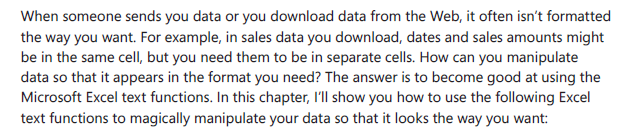 When someone sends you data or you download data from the Web, it often isn't formatted
the way you want. For example, in sales data you download, dates and sales amounts might
be in the same cell, but you need them to be in separate cells. How can you manipulate
data so that it appears in the format you need? The answer is to become good at using the
Microsoft Excel text functions. In this chapter, I'll show you how to use the following Excel
text functions to magically manipulate your data so that it looks the way you want: